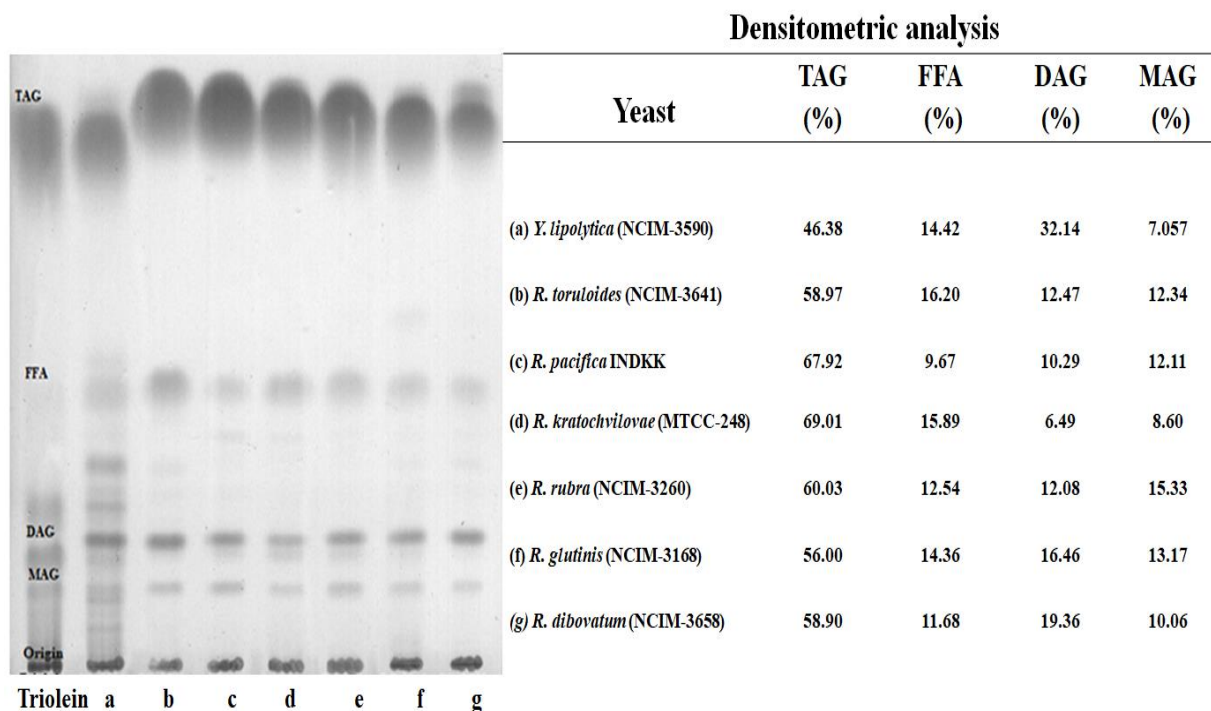 TAG
FFA
DAG
MAG
Origin
Triolein a b c d e f g
Densitometric analysis
Yeast TAG (%) FFA (%) DAG (%) MAG (%)
(a) Y. lipolytica (NCIM-3590) 46.38 14.42 32.14 7.057
(b) R. toruloides (NCIM-3641) 58.97 16.20 12.47 12.34
(c) R. pacifica INDKK 67.92 9.67 10.29 12.11
(d) R. kratochvilovae (MTCC-248) 69.01 15.89 6.49 8.60
(e) R. rubra (NCIM-3260) 60.03 12.54 12.08 15.33
(f) R. glutinis (NCIM-3168) 56.00 14.36 16.46 13.17
(g) R. dibovatum (NCIM-3658) 58.90 11.68 19.36 10.06